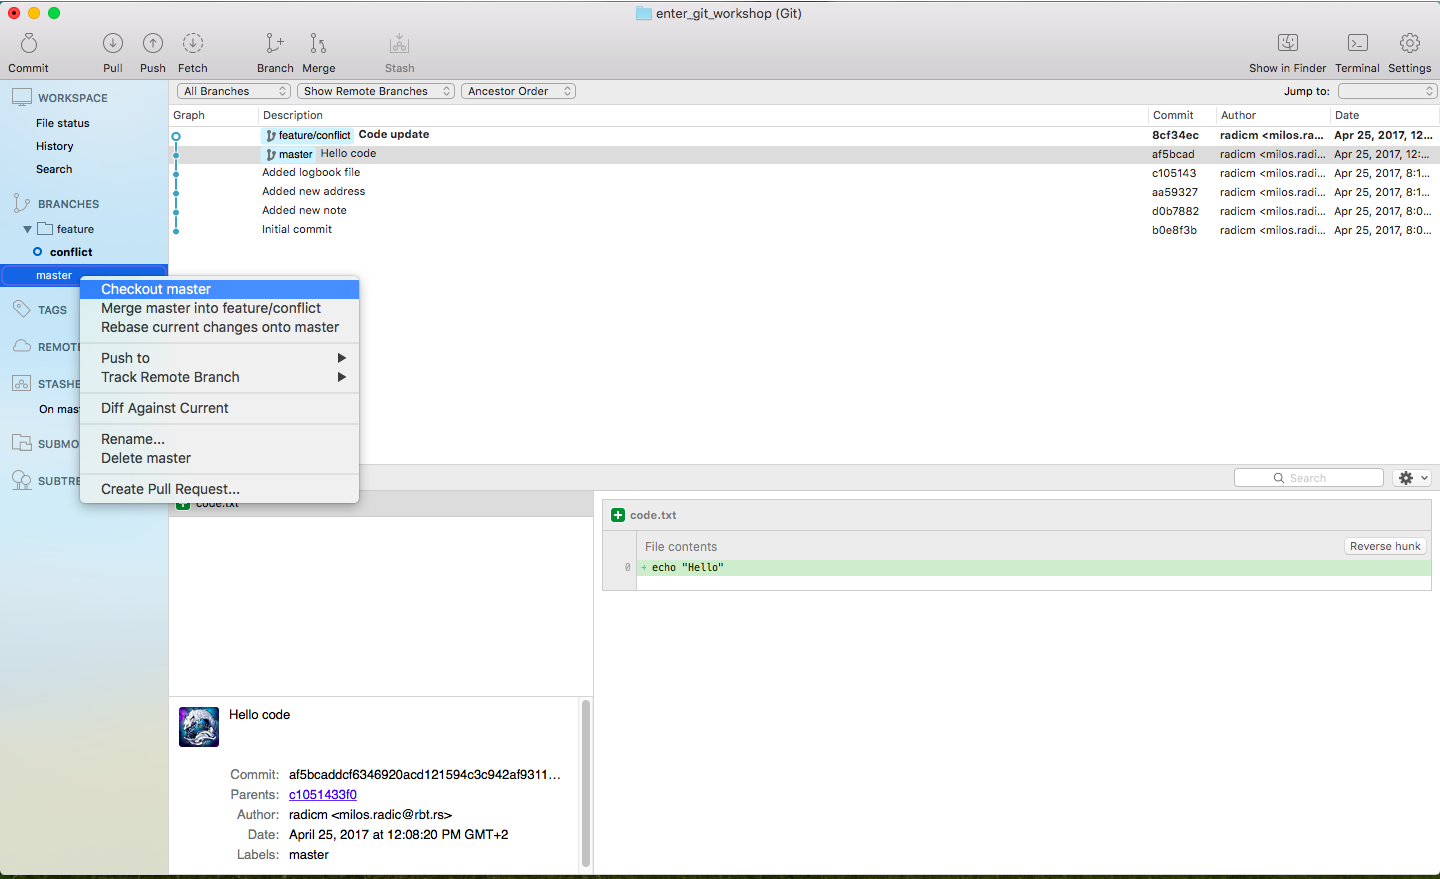 enter_git_workshop (Git)
Commit Pull Push Fetch Branch Merge Stash Show in Finder Terminal Settings
All Branches Show Remote Branches Ancestor Order Jump to:
Graph Description Commit Author Date
feature/conflict Code update 8cf34ec radicm <milos.ra... Apr 25, 2017, 12...
master Hello code af5bcad radicm <milos.radi... Apr 25, 2017, 12:...
Added logbook file c105143 radicm <milos.radi... Apr 25, 2017, 8:1...
Added new address aa59327 radicm <milos.radi... Apr 25, 2017, 8:1...
Added new note d0b7882 radicm <milos.radi... Apr 25, 2017, 8:0...
Initial commit b0e8f3b radicm <milos.radi... Apr 25, 2017, 8:0...
WORKSPACE
File status
History
Search
BRANCHES
feature
conflict
master
TAGS
REMOTE
STASHE
On mas
SUBMO
SUBTRE
Checkout master
Merge master into feature/conflict
Rebase current changes onto master
Push to
Track Remote Branch
Diff Against Current
Rename...
Delete master
Create Pull Request...
Search
code.txt
code.txt
File contents Reverse hunk
0 + echo "Hello"
Hello code
Commit: af5bcaddcf6346920acd121594c3c942af9311...
Parents: c1051433f0
Author: radicm <milos.radic@rbt.rs>
Date: April 25, 2017 at 12:08:20 PM GMT+2
Labels: master